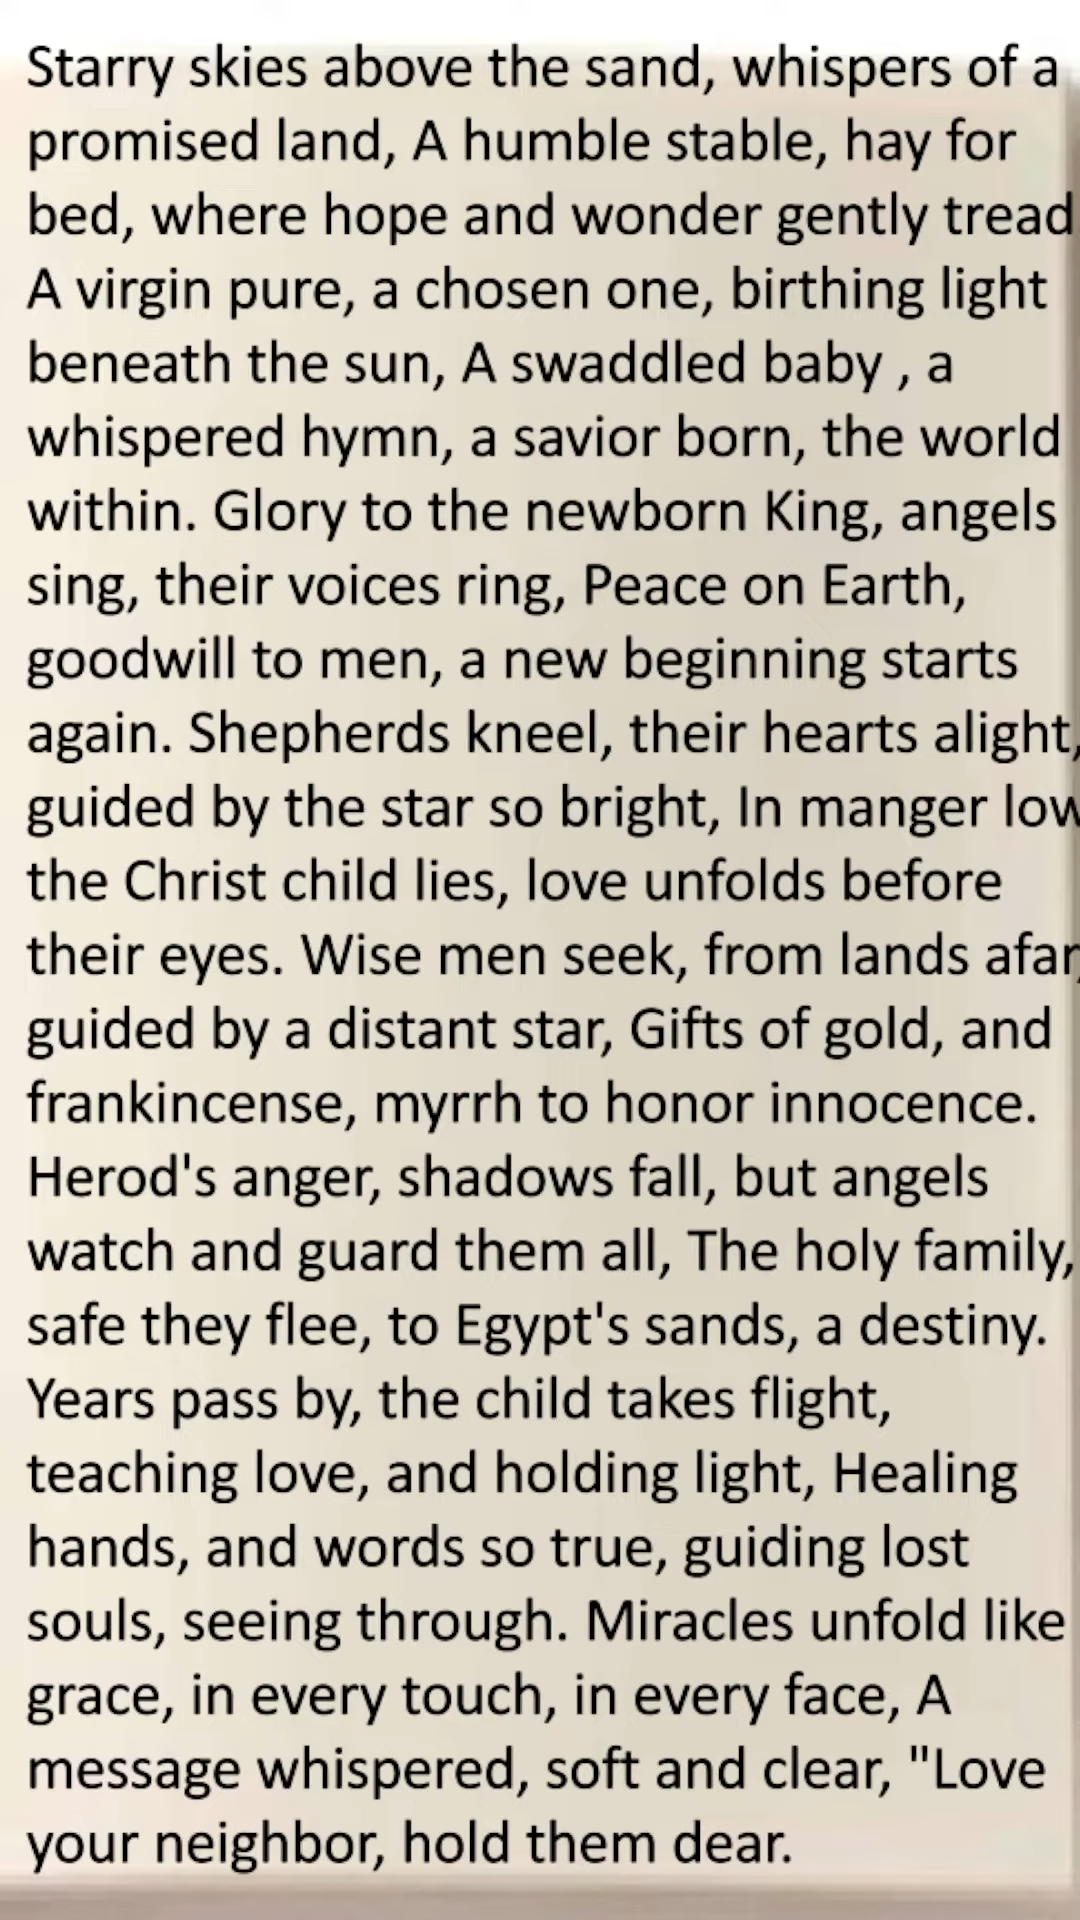 Starry skies above the sand, whispers of a
promised land, A humble stable, hay for
bed, where hope and wonder gently tread
A virgin pure, a chosen one, birthing light
beneath the sun, A swaddled baby , a
whispered hymn, a savior born, the world
within. Glory to the newborn King, angels
sing, their voices ring, Peace on Earth,
goodwill to men, a new beginning starts
again. Shepherds kneel, their hearts alight,
guided by the star so bright, In manger low
the Christ child lies, love unfolds before
their eyes. Wise men seek, from lands afar,
guided by a distant star, Gifts of gold, and
frankincense, myrrh to honor innocence.
Herod's anger, shadows fall, but angels
watch and guard them all, The holy family,
safe they flee, to Egypt's sands, a destiny.
Years pass by, the child takes flight,
teaching love, and holding light, Healing
hands, and words so true, guiding lost
souls, seeing through. Miracles unfold like
grace, in every touch, in every face, A
message whispered, soft and clear, "Love
your neighbor, hold them dear.